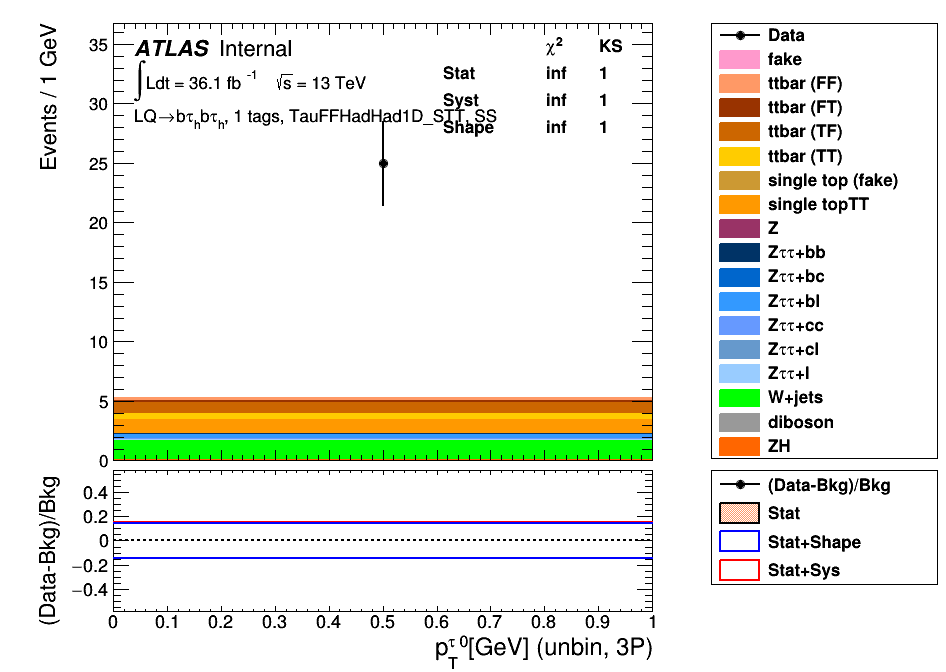 Events / 1 GeV
35
30
25
20
15
10
5
0
ATLAS Internal
∫Ldt = 36.1 fb⁻¹ √s = 13 TeV
LQ→bτ_hbτ_h, 1 tags, TauFFHadHad1D_STT, SS
χ² KS
Stat inf 1
Syst inf 1
Shape inf 1
Data
fake
ttbar (FF)
ttbar (FT)
ttbar (TF)
ttbar (TT)
single top (fake)
single topTT
Z
Zττ+bb
Zττ+bc
Zττ+bl
Zττ+cc
Zττ+cl
Zττ+l
W+jets
diboson
ZH
(Data-Bkg)/Bkg
0.4
0.2
0
−0.2
−0.4
0 0.1 0.2 0.3 0.4 0.5 0.6 0.7 0.8 0.9 1
p_T^τ0[GeV] (unbin, 3P)
(Data-Bkg)/Bkg
Stat
Stat+Shape
Stat+Sys